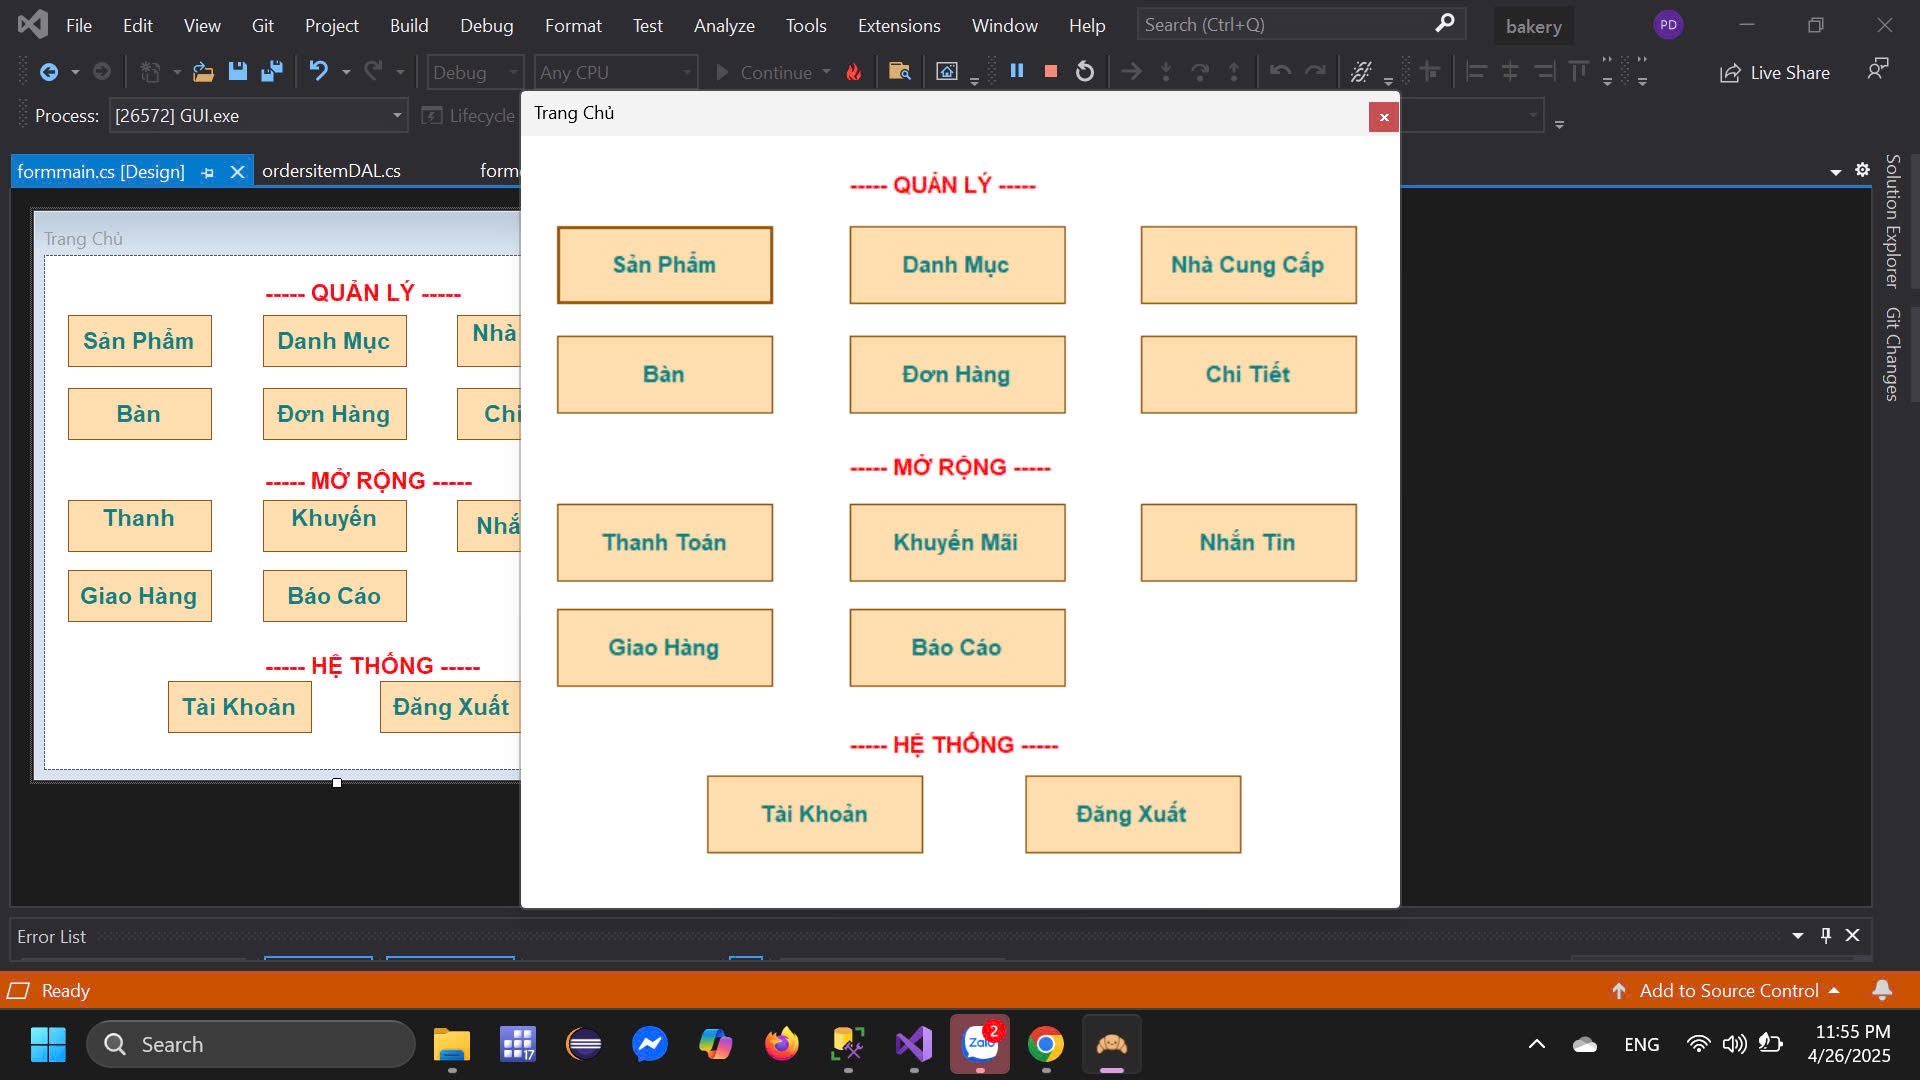 File Edit View Git Project Build Debug Format Test Analyze Tools Extensions Window Help Search (Ctrl+Q) bakery PD
Debug Any CPU Continue Live Share
Process: [26572] GUI.exe Lifecycle
formmain.cs [Design] ordersitemDAL.cs
Trang Chủ
----- QUẢN LÝ -----
Sản Phẩm Danh Mục Nhà
Bàn Đơn Hàng
----- MỞ RỘNG -----
Thanh Khuyến
Giao Hàng Báo Cáo
----- HỆ THỐNG -----
Tài Khoản Đăng Xuất
Trang Chủ
----- QUẢN LÝ -----
Sản Phẩm Danh Mục Nhà Cung Cấp
Bàn Đơn Hàng Chi Tiết
----- MỞ RỘNG -----
Thanh Toán Khuyến Mãi Nhắn Tin
Giao Hàng Báo Cáo
----- HỆ THỐNG -----
Tài Khoản Đăng Xuất
Solution Explorer
Git Changes
Error List
Ready Add to Source Control
Search 17 Zalo 2 ENG 11:55 PM
4/26/2025